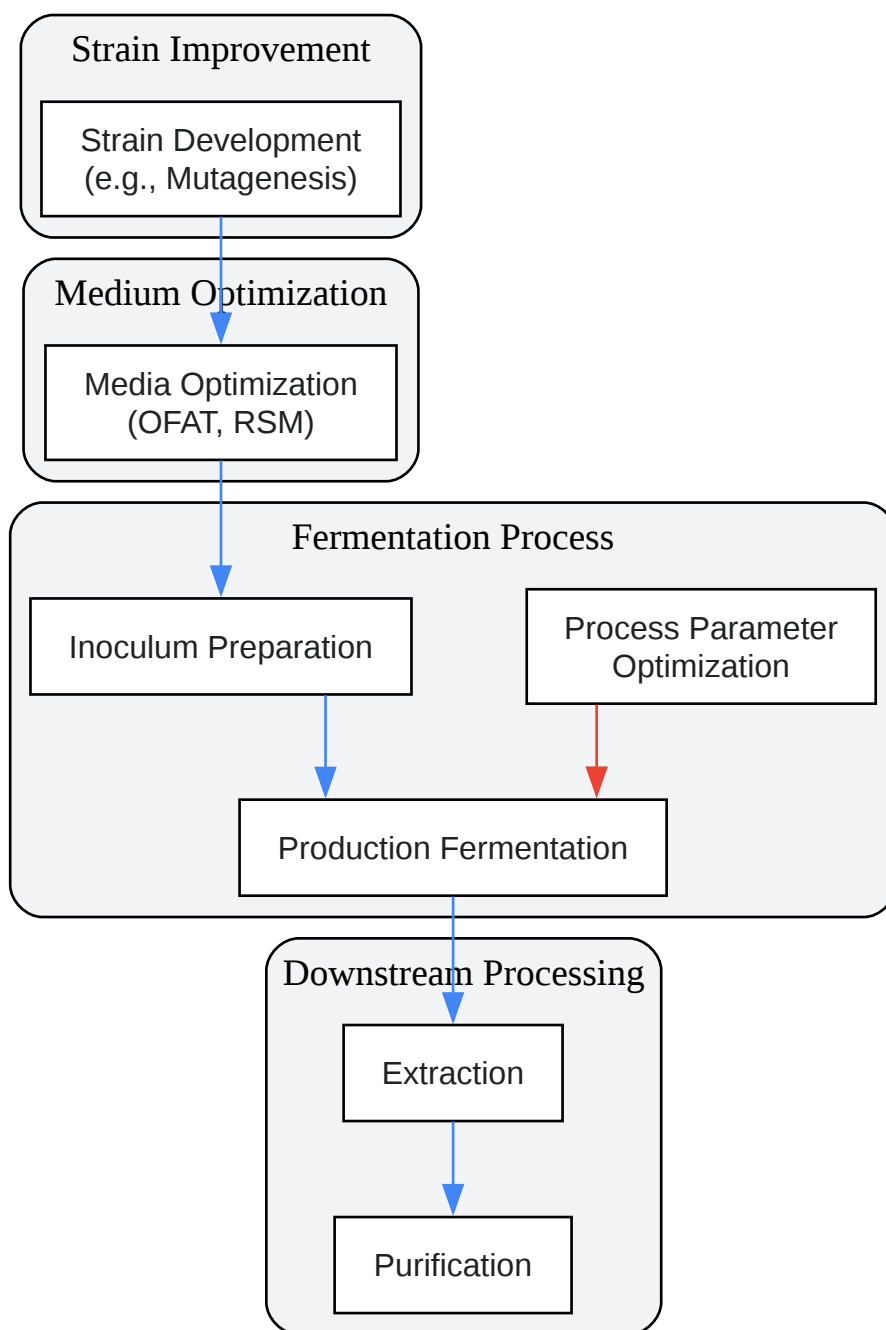 Strain Improvement
Strain Development
(e.g., Mutagenesis)
Medium Optimization
Media Optimization
(OFAT, RSM)
Fermentation Process
Inoculum Preparation
Process Parameter
Optimization
Production Fermentation
Downstream Processing
Extraction
Purification